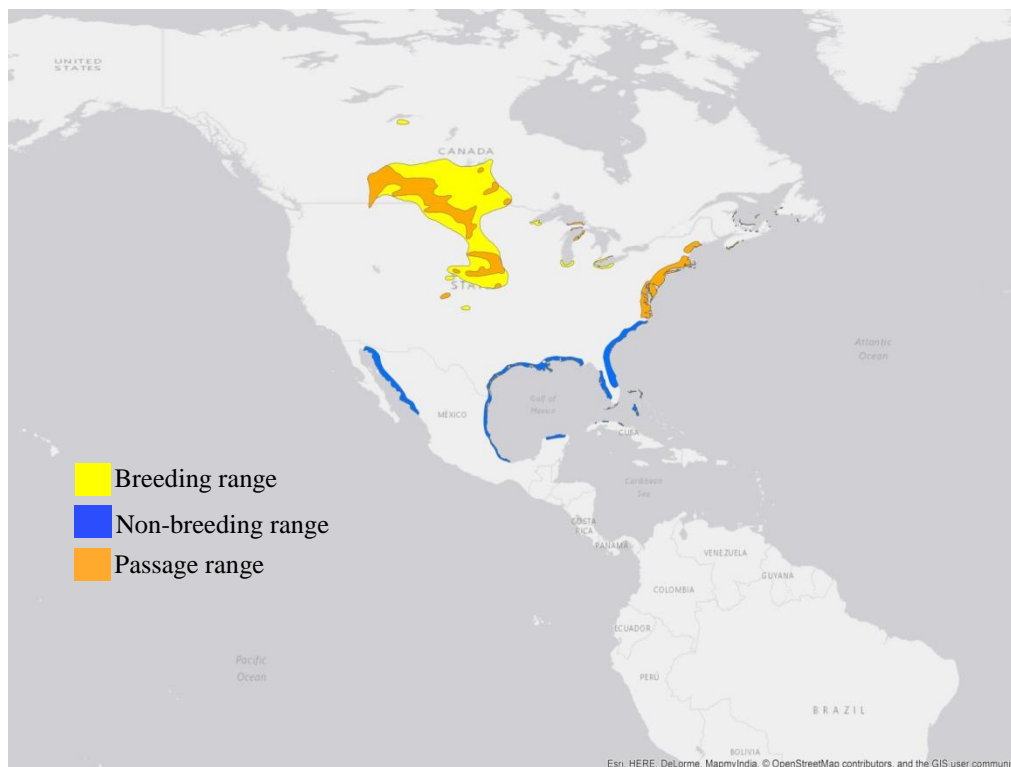 UNITED
STATES
CANADA
STATES
Atlantic
Ocean
Gulf of
Mexico
MÉXICO
CUBA
Caribbean
Sea
Breeding range
Non-breeding range
Passage range
COSTA
RICA
PANAMÁ
VENEZUELA
GUYANA
COLOMBIA
ECUADOR
PERÚ
Pacific
Ocean
BRAZIL
BOLIVIA
Esri, HERE, DeLorme, MapmyIndia, © OpenStreetMap contributors, and the GIS user communi